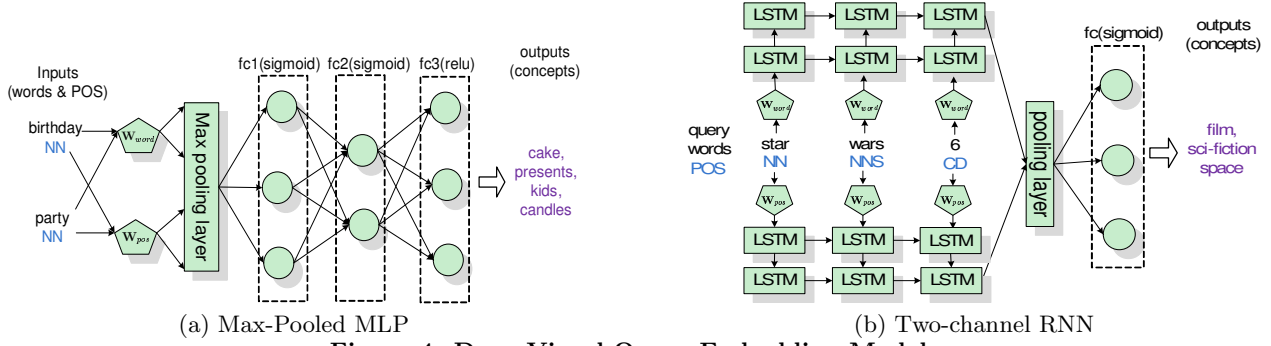 Inputs
(words & POS)
birthday
NN
party
NN
W_word
W_pos
Max pooling layer
fc1(sigmoid)
fc2(sigmoid)
fc3(relu)
outputs
(concepts)
cake,
presents,
kids,
candles
(a) Max-Pooled MLP
LSTM
LSTM
LSTM
LSTM
LSTM
LSTM
W_word
W_word
W_word
query
words
POS
star
NN
wars
NNS
6
CD
W_pos
W_pos
W_pos
LSTM
LSTM
LSTM
LSTM
LSTM
LSTM
pooling layer
fc(sigmoid)
outputs
(concepts)
film,
sci-fiction
space
(b) Two-channel RNN